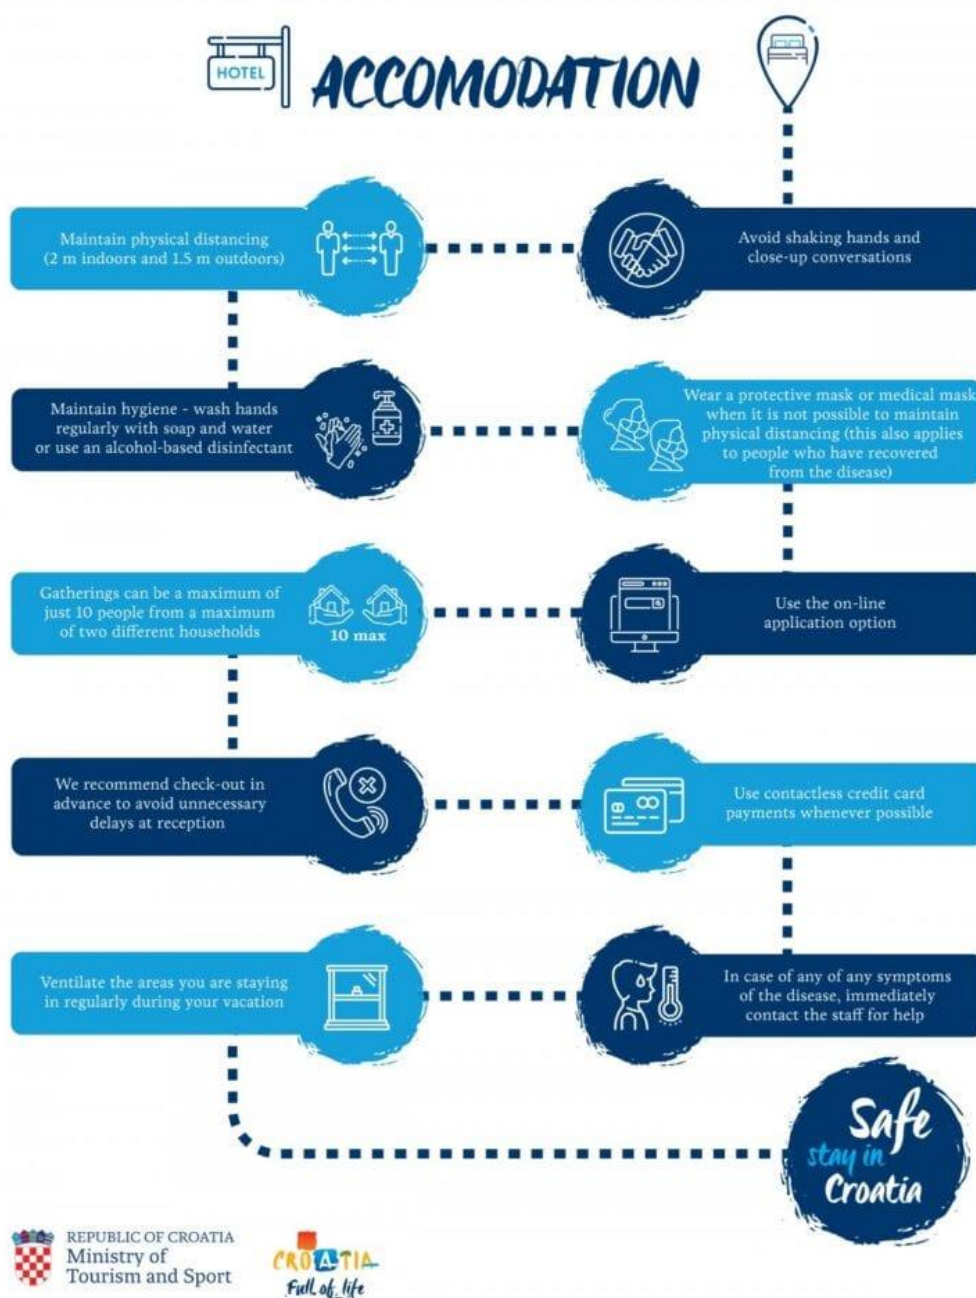 HOTEL
ACCOMODATION
Maintain physical distancing
(2 m indoors and 1.5 m outdoors)
Avoid shaking hands and
close-up conversations
Maintain hygiene - wash hands
regularly with soap and water
or use an alcohol-based disinfectant
Wear a protective mask or medical mask
when it is not possible to maintain
physical distancing (this also applies
to people who have recovered
from the disease)
Gatherings can be a maximum of
just 10 people from a maximum
of two different households
10 max
Use the on-line
application option
We recommend check-out in
advance to avoid unnecessary
delays at reception
Use contactless credit card
payments whenever possible
Ventilate the areas you are staying
in regularly during your vacation
In case of any of any symptoms
of the disease, immediately
contact the staff for help
Safe
stay in
Croatia
REPUBLIC OF CROATIA
Ministry of
Tourism and Sport
CROATIA
Full of life